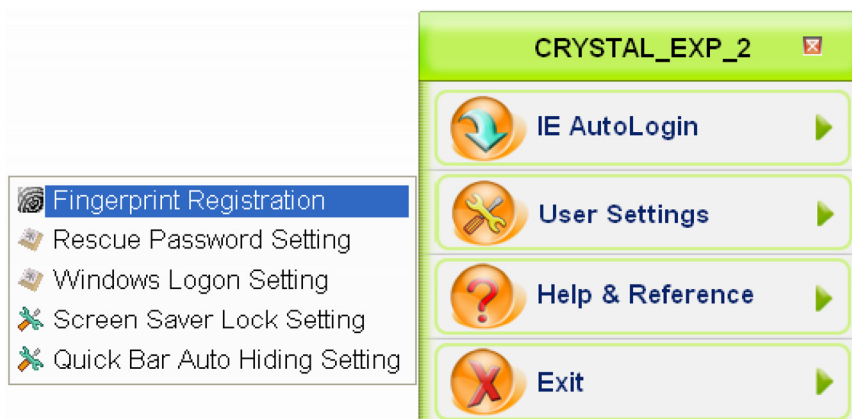 CRYSTAL_EXP_2
IE AutoLogin
User Settings
Help & Reference
Exit
Fingerprint Registration
Rescue Password Setting
Windows Logon Setting
Screen Saver Lock Setting
Quick Bar Auto Hiding Setting